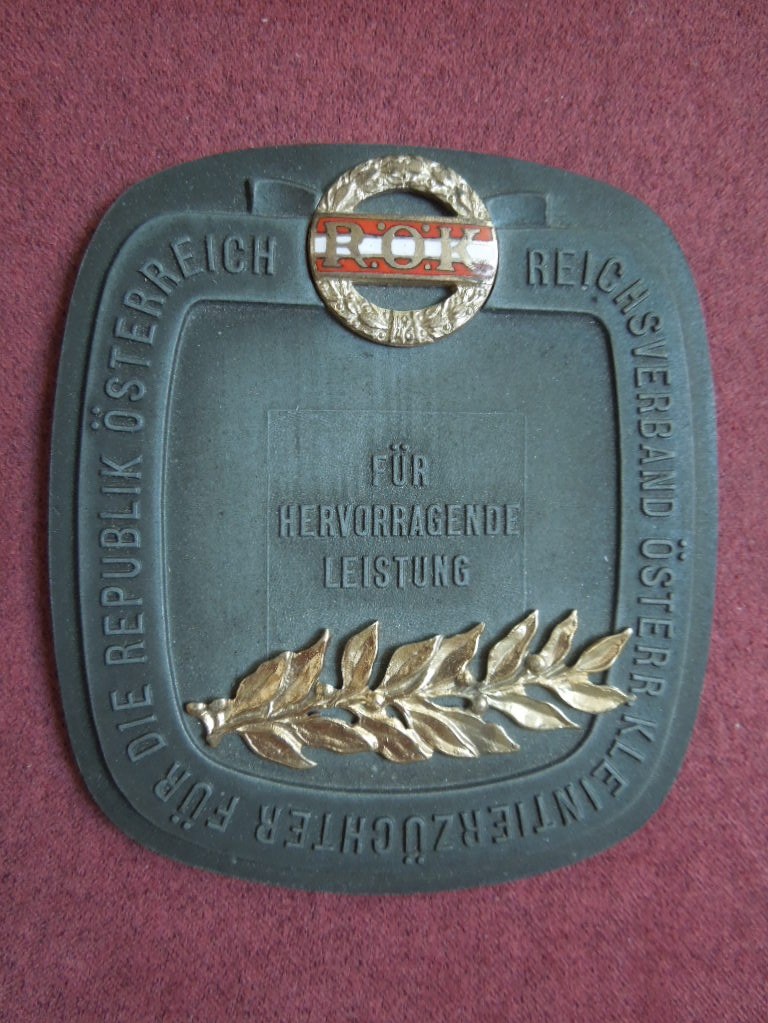 R.Ö.K
REICHSVERBAND ÖSTERR KLEINTIERZÜCHTER FÜR DIE REPUBLIK ÖSTERREICH
FÜR
HERVORRAGENDE
LEISTUNG